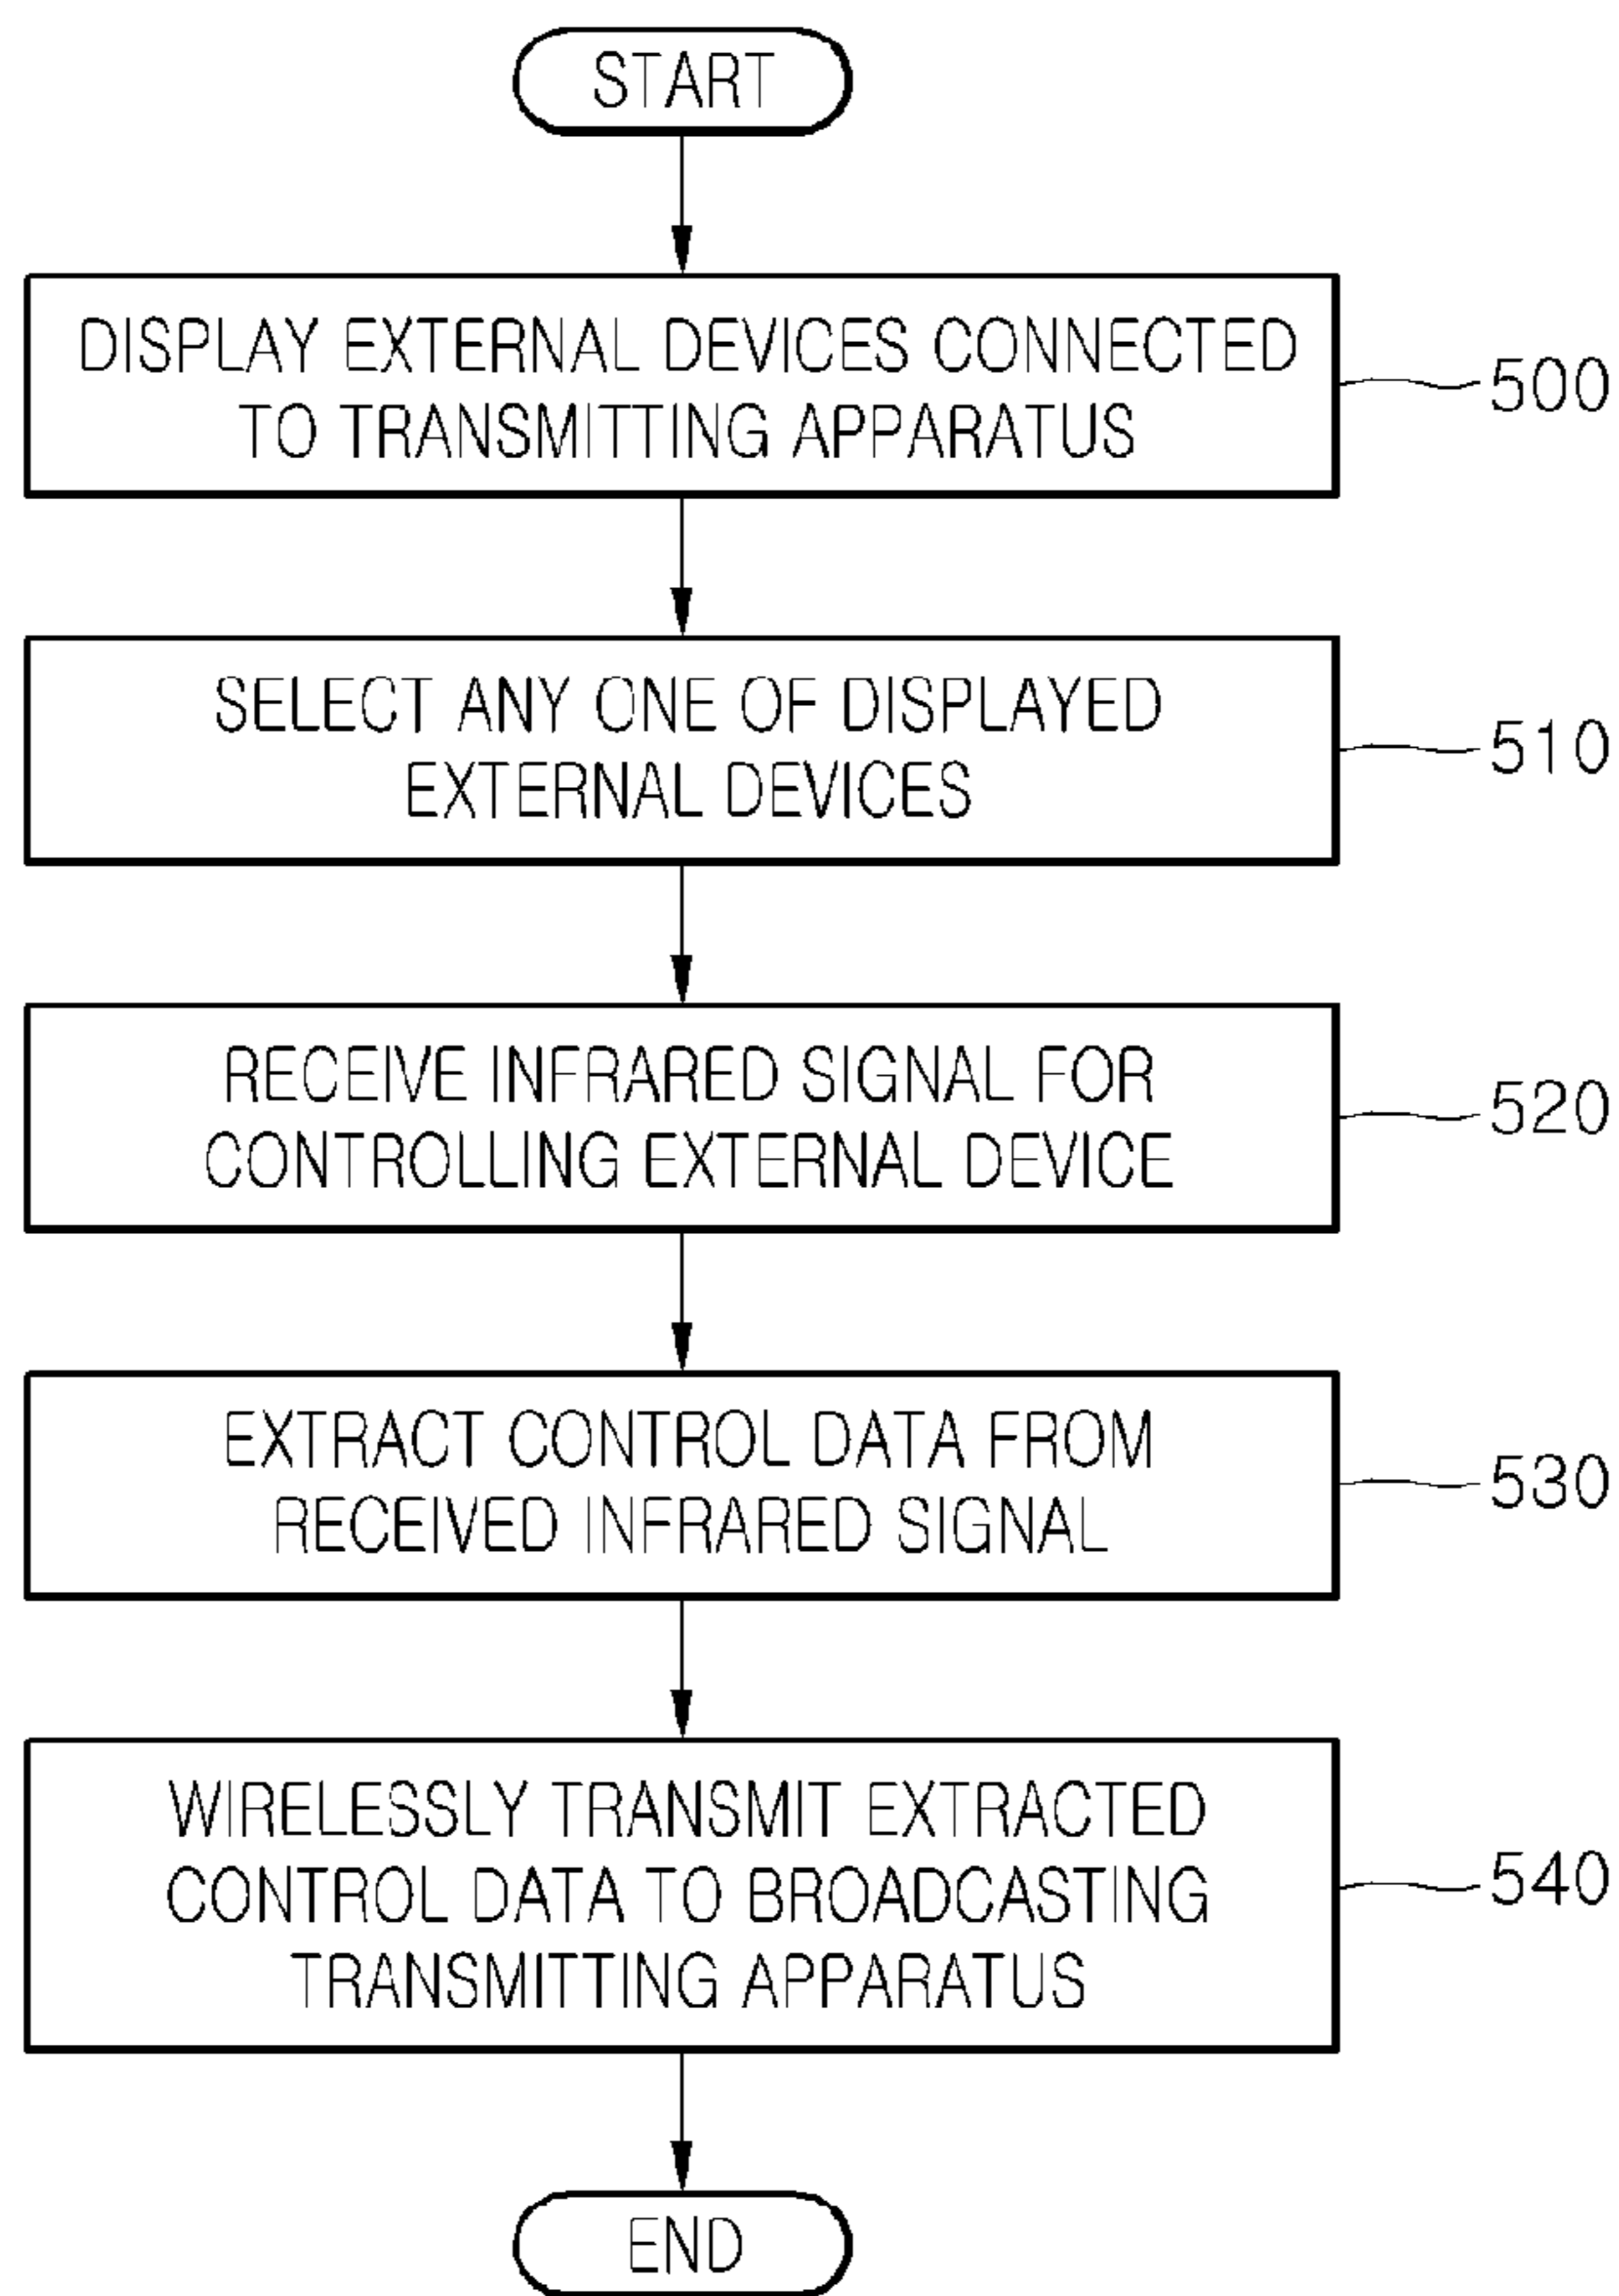 START
DISPLAY EXTERNAL DEVICES CONNECTED
TO TRANSMITTING APPARATUS
500
SELECT ANY ONE OF DISPLAYED
EXTERNAL DEVICES
510
RECEIVE INFRARED SIGNAL FOR
CONTROLLING EXTERNAL DEVICE
520
EXTRACT CONTROL DATA FROM
RECEIVED INFRARED SIGNAL
530
WIRELESSLY TRANSMIT EXTRACTED
CONTROL DATA TO BROADCASTING
TRANSMITTING APPARATUS
540
END